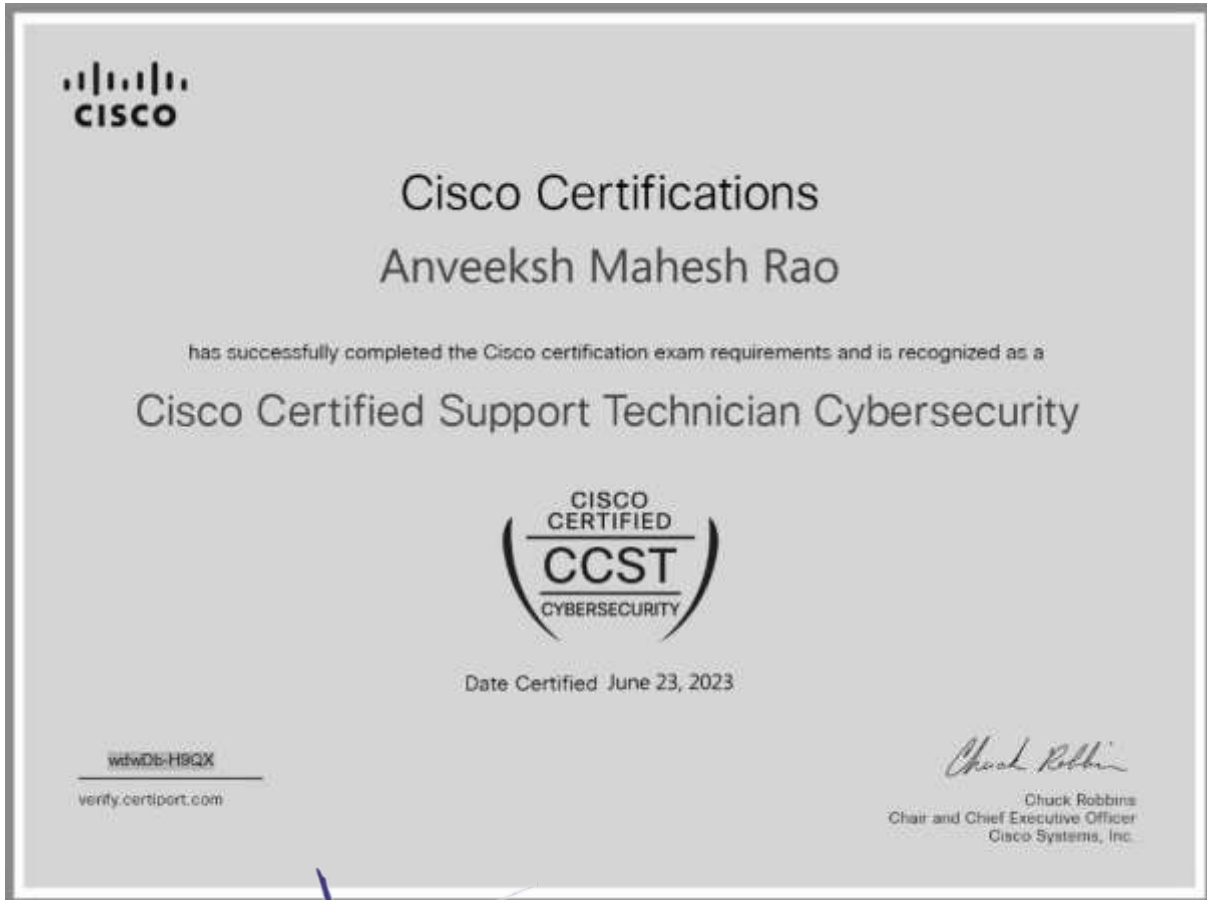 CISCO
Cisco Certifications
Anveeksh Mahesh Rao
has successfully completed the Cisco certification exam requirements and is recognized as a
Cisco Certified Support Technician Cybersecurity
CISCO
CERTIFIED
CCST
CYBERSECURITY
Date Certified June 23, 2023
wdwDb-H9QX
verify.certiport.com
Chuck Robbins
Chuck Robbins
Chair and Chief Executive Officer
Cisco Systems, Inc.